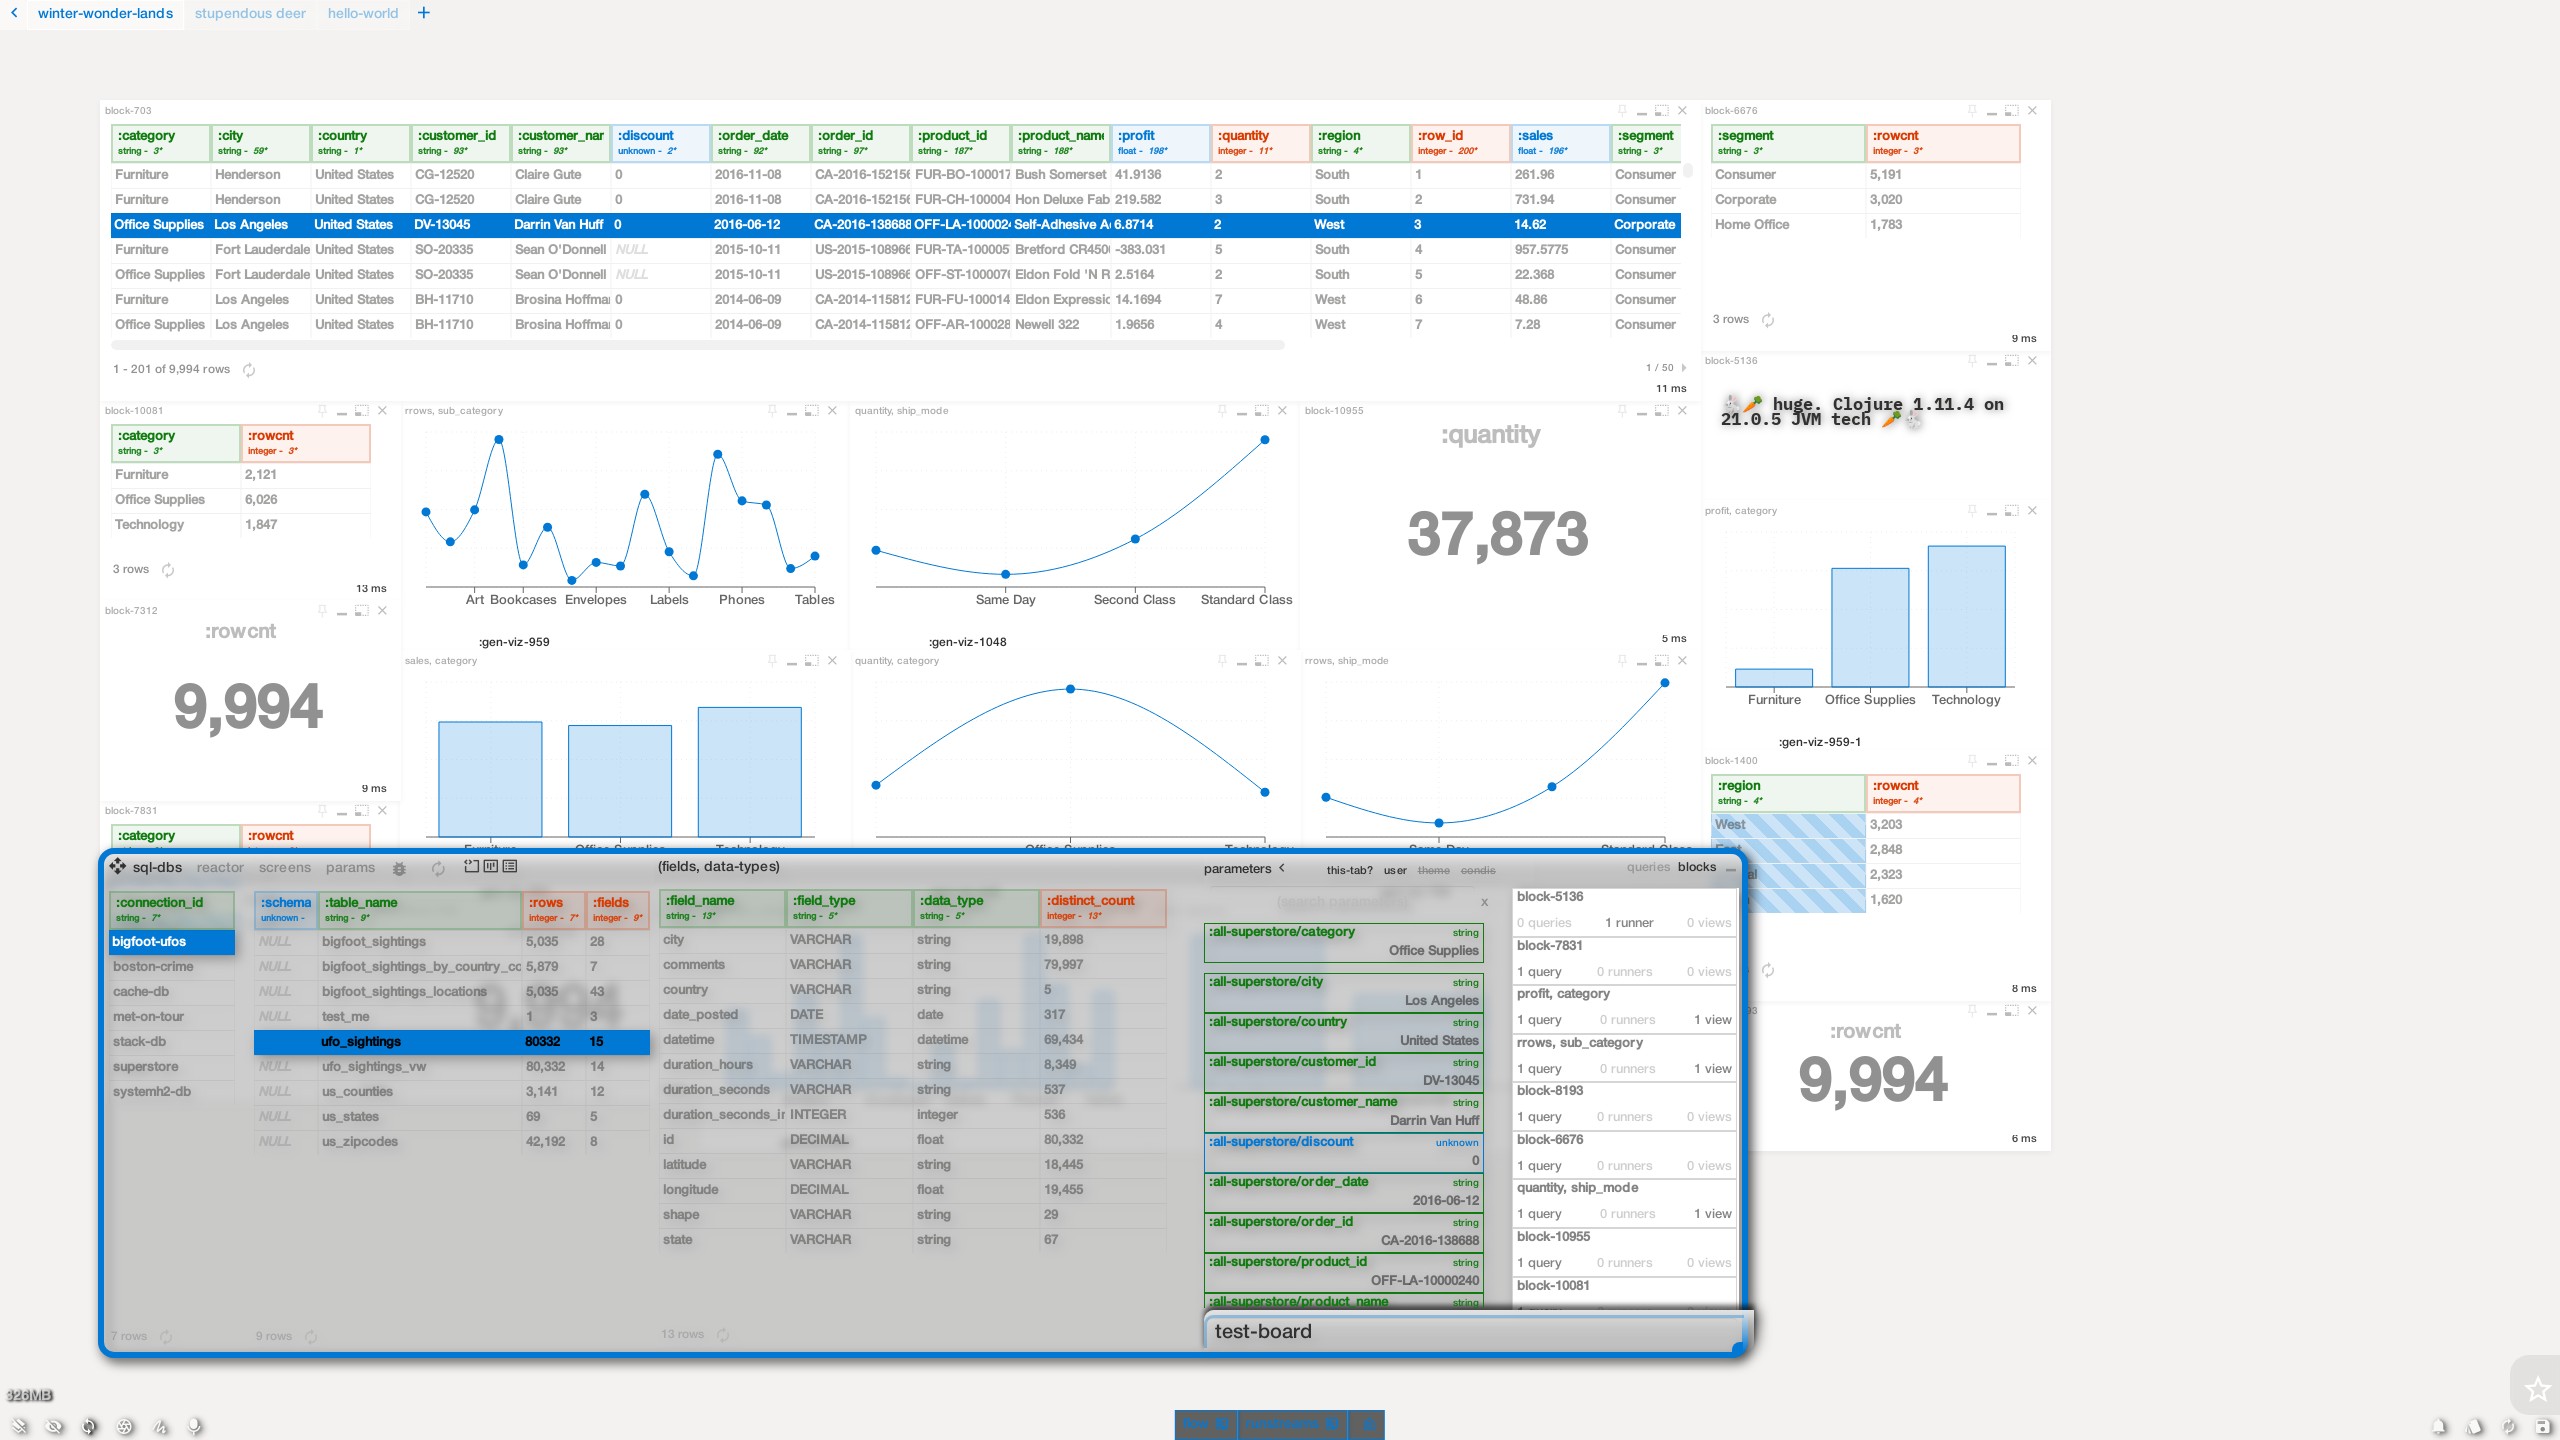 winter-wonder-lands stupendous deer hello-world +
block-703
:category :city :country :customer_id :customer_nar :discount :order_date :order_id :product_id :product_name :profit :quantity :region :row_id :sales :segment
string - 3* string - 59* string - 1* string - 93* string - 93* unknown - 2* string - 92* string - 97* string - 187* string - 188* float - 198* integer - 11* string - 4* integer - 200* float - 196* string - 3*
Furniture Henderson United States CG-12520 Claire Gute 0 2016-11-08 CA-2016-152156 FUR-BO-100017 Bush Somerset 41.9136 2 South 1 261.96 Consumer
Furniture Henderson United States CG-12520 Claire Gute 0 2016-11-08 CA-2016-152156 FUR-CH-100004 Hon Deluxe Fab 219.582 3 South 2 731.94 Consumer
Office Supplies Los Angeles United States DV-13045 Darrin Van Huff 0 2016-06-12 CA-2016-138688 OFF-LA-1000024 Self-Adhesive A 6.8714 2 West 3 14.62 Corporate
Furniture Fort Lauderdale United States SO-20335 Sean O'Donnell NULL 2015-10-11 US-2015-108966 FUR-TA-100005 Bretford CR450 -383.031 5 South 4 957.5775 Consumer
Office Supplies Fort Lauderdale United States SO-20335 Sean O'Donnell NULL 2015-10-11 US-2015-108966 OFF-ST-1000076 Eldon Fold 'N R 2.5164 2 South 5 22.368 Consumer
Furniture Los Angeles United States BH-11710 Brosina Hoffma 0 2014-06-09 CA-2014-115812 FUR-FU-100014 Eldon Expressic 14.1694 7 West 6 48.86 Consumer
Office Supplies Los Angeles United States BH-11710 Brosina Hoffma 0 2014-06-09 CA-2014-115812 OFF-AR-100028 Newell 322 1.9656 4 West 7 7.28 Consumer
1 - 201 of 9,994 rows 1 / 50
11 ms
block-6676
:segment :rowcnt
string - 3* integer - 3*
Consumer 5,191
Corporate 3,020
Home Office 1,783
3 rows
9 ms
block-5136
🐇🥕 huge. Clojure 1.11.4 on
21.0.5 JVM tech 🥕🐇
block-10081
:category :rowcnt
string - 3* integer - 3*
Furniture 2,121
Office Supplies 6,026
Technology 1,847
3 rows
13 ms
rrows, sub_category
Art Bookcases Envelopes Labels Phones Tables
:gen-viz-959
quantity, ship_mode
Same Day Second Class Standard Class
:gen-viz-1048
block-10955
:quantity
37,873
5 ms
profit, category
Furniture Office Supplies Technology
:gen-viz-959-1
block-7312
:rowcnt
9,994
9 ms
sales, category
Furniture Office Supplies Technology
quantity, category
Office Supplies Technology
rrows, ship_mode
Same Day Standard Class
block-1400
:region :rowcnt
string - 4* integer - 4*
West 3,203
East 2,848
al 2,323
1,620
8 ms
block-7831
:category :rowcnt
93
:rowcnt
9,994
6 ms
sql-dbs reactor screens params
:connection_id
string - 7*
bigfoot-ufos
boston-crime
cache-db
met-on-tour
stack-db
superstore
systemh2-db
7 rows
:schema :table_name :rows :fields
unknown - string - 9* integer - 7* integer - 9*
NULL bigfoot_sightings 5,035 28
NULL bigfoot_sightings_by_country_co 5,879 7
NULL bigfoot_sightings_locations 5,035 43
NULL test_me 1 3
ufo_sightings 80332 15
NULL ufo_sightings_vw 80,332 14
NULL us_counties 3,141 12
NULL us_states 69 5
NULL us_zipcodes 42,192 8
9 rows
9,994
(fields, data-types)
:field_name :field_type :data_type :distinct_count
string - 13* string - 5* string - 5* integer - 13*
city VARCHAR string 19,898
comments VARCHAR string 79,997
country VARCHAR string 5
date_posted DATE date 317
datetime TIMESTAMP datetime 69,434
duration_hours VARCHAR string 8,349
duration_seconds VARCHAR string 537
duration_seconds_ir INTEGER integer 536
id DECIMAL float 80,332
latitude VARCHAR string 18,445
longitude DECIMAL float 19,455
shape VARCHAR string 29
state VARCHAR string 67
13 rows
parameters this-tab? user theme condis
(search parameters) x
:all-superstore/category string
Office Supplies
:all-superstore/city string
Los Angeles
:all-superstore/country string
United States
:all-superstore/customer_id string
DV-13045
:all-superstore/customer_name string
Darrin Van Huff
:all-superstore/discount unknown
0
:all-superstore/order_date string
2016-06-12
:all-superstore/order_id string
CA-2016-138688
:all-superstore/product_id string
OFF-LA-10000240
:all-superstore/product_name string
queries blocks
block-5136
0 queries 1 runner 0 views
block-7831
1 query 0 runners 0 views
profit, category
1 query 0 runners 1 view
rrows, sub_category
1 query 0 runners 1 view
block-8193
1 query 0 runners 0 views
block-6676
1 query 0 runners 0 views
quantity, ship_mode
1 query 0 runners 1 view
block-10955
1 query 0 runners 0 views
block-10081
test-board
326MB